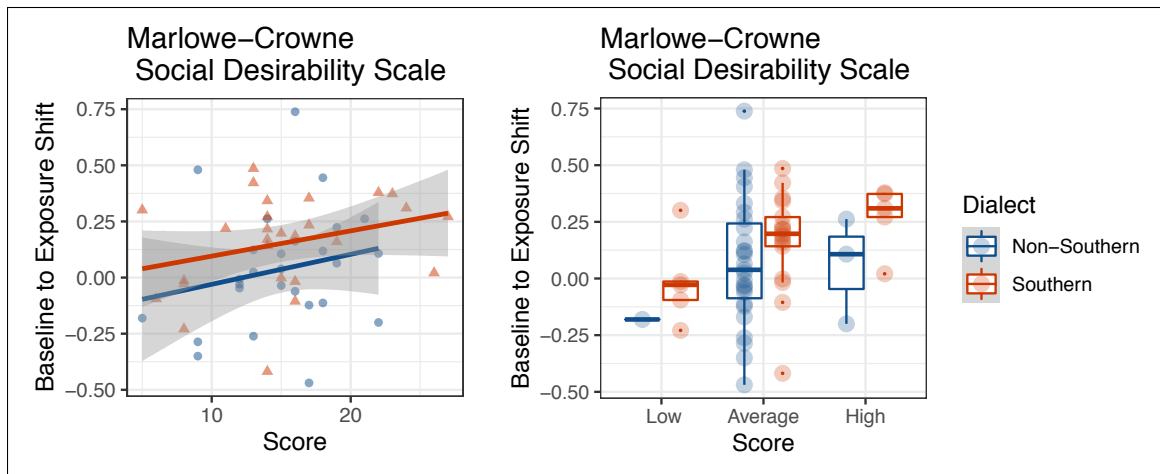 Marlowe−Crowne
Social Desirability Scale
Baseline to Exposure Shift
0.75
0.50
0.25
0.00
−0.25
−0.50
10
20
Score
Marlowe−Crowne
Social Desirability Scale
Baseline to Exposure Shift
0.75
0.50
0.25
0.00
−0.25
−0.50
Low
Average
High
Score
Dialect
Non−Southern
Southern